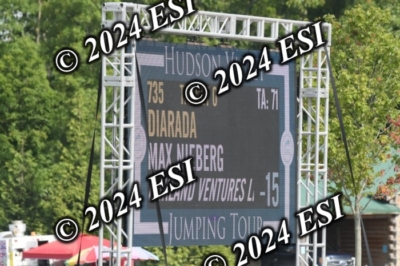 HUDSON
735 TA: 71
DIARADA
MAX NIEBERG
VENTURES -15
JUMPING TOUR
© 2024 ESI
© 2024 ESI
© 2024 ESI
© 2024 ESI
© 2024 ESI
© 2024 ESI